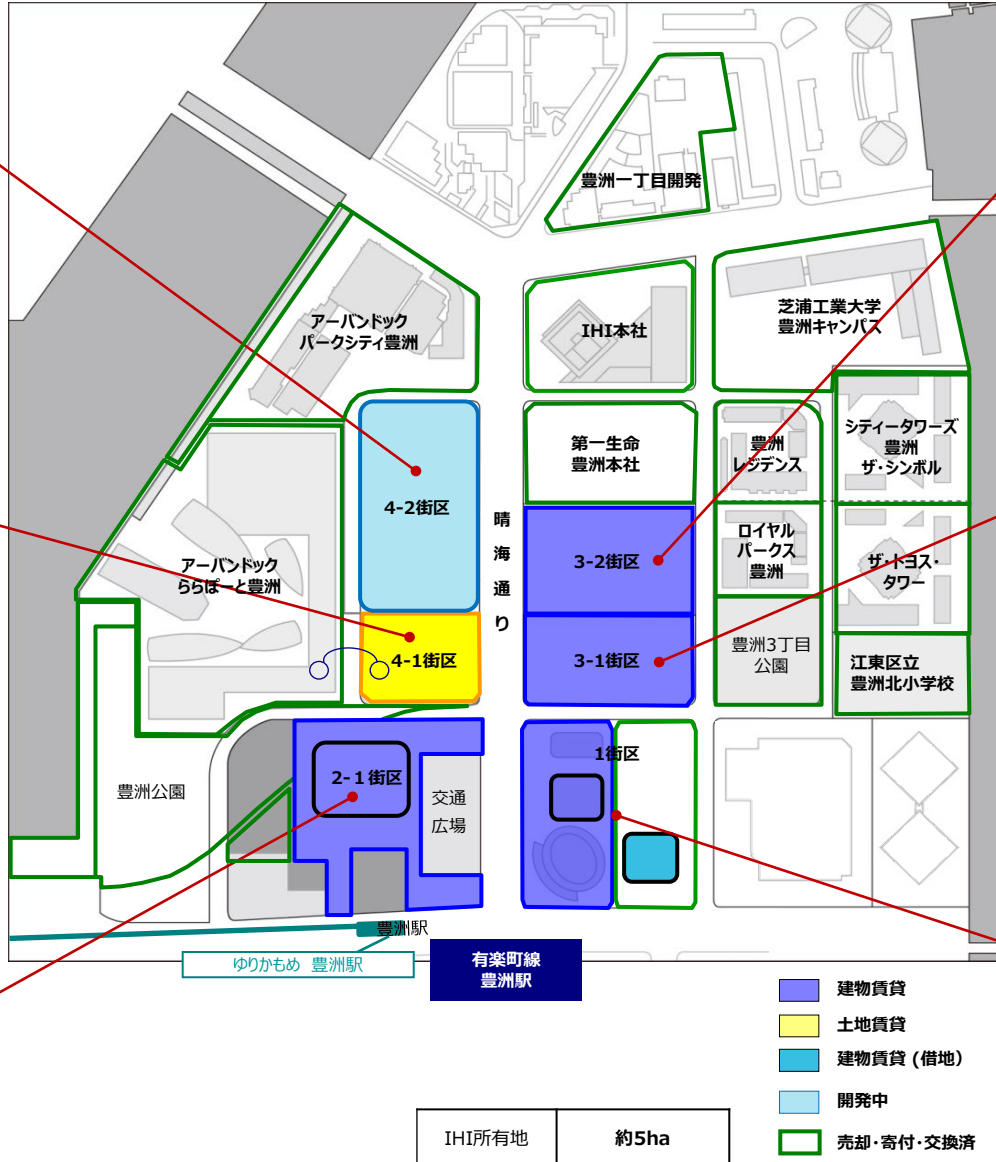 豊洲一丁目開発
アーバンドック
パークシティ豊洲
IHI本社
芝浦工業大学
豊洲キャンパス
第一生命
豊洲本社
豊洲
レジデンス
シティータワーズ
豊洲
ザ・シンボル
4-2街区
晴
海
通
り
3-2街区
ロイヤル
パークス
豊洲
ザ・トヨス・
タワー
アーバンドック
ららぽーと豊洲
4-1街区
3-1街区
豊洲3丁目
公園
江東区立
豊洲北小学校
豊洲公園
2-1街区
交通
広場
1街区
豊洲駅
ゆりかもめ 豊洲駅
有楽町線
豊洲駅
建物賃貸
土地賃貸
建物賃貸 (借地)
開発中
売却・寄付・交換済
IHI所有地 約5ha